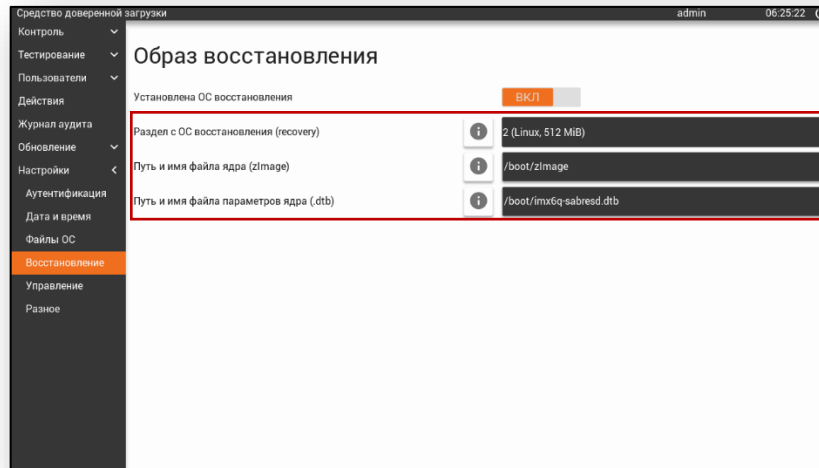 Средство доверенной загрузки admin 06:25:22
Контроль
Тестирование
Пользователи
Действия
Журнал аудита
Обновление
Настройки
Аутентификация
Дата и время
Файлы ОС
Восстановление
Управление
Разное
Образ восстановления
Установлена ОС восстановления ВКЛ
Раздел с ОС восстановления (recovery) 2 (Linux, 512 MiB)
Путь и имя файла ядра (zImage) /boot/zImage
Путь и имя файла параметров ядра (.dtb) /boot/imx6q-sabresd.dtb